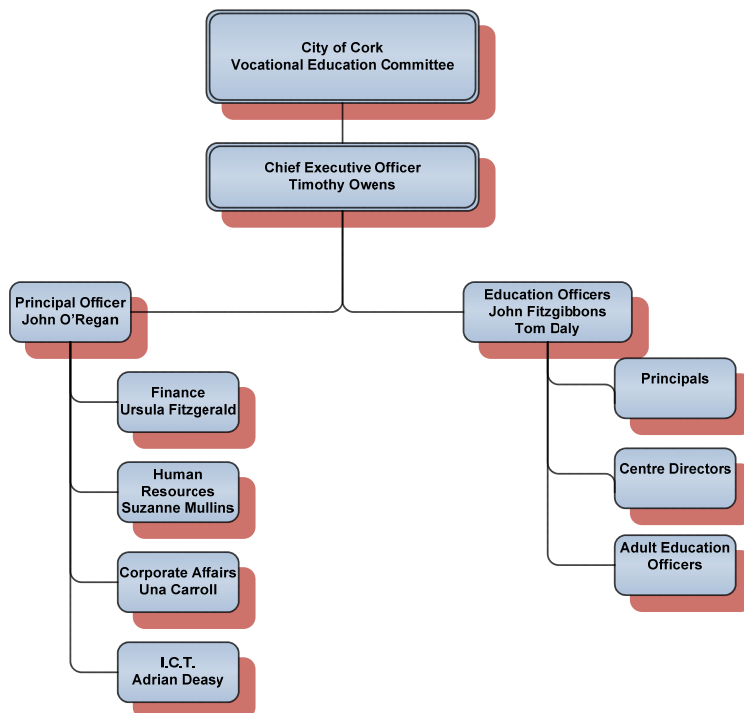 City of Cork
Vocational Education Committee
Chief Executive Officer
Timothy Owens
Principal Officer
John O’Regan
Education Officers
John Fitzgibbons
Tom Daly
Finance
Ursula Fitzgerald
Human
Resources
Suzanne Mullins
Corporate Affairs
Una Carroll
I.C.T.
Adrian Deasy
Principals
Centre Directors
Adult Education
Officers